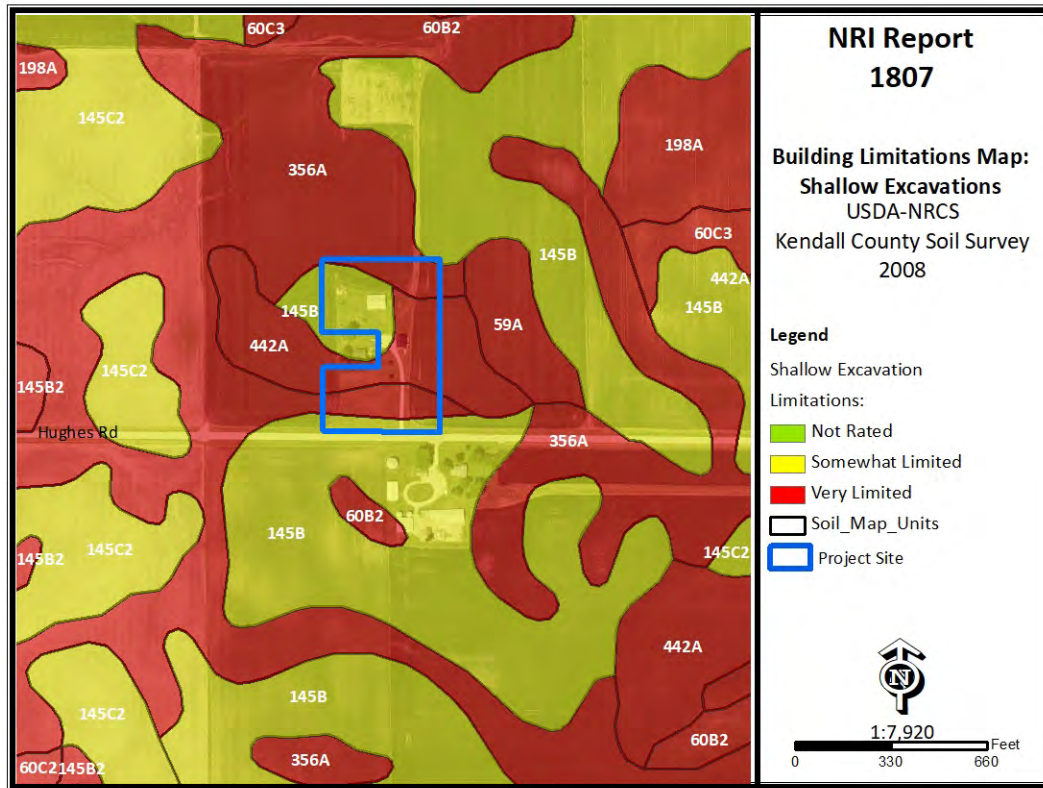 60C3
60B2
198A
145C2
356A
198A
60C3
145B
442A
145B
145B
59A
442A
145C2
145B2
Hughes Rd
356A
60B2
145B
145C2
145B2
145C2
442A
145B
145C2
60B2
356A
60C2
145B2
NRI Report
1807
Building Limitations Map:
Shallow Excavations
USDA-NRCS
Kendall County Soil Survey
2008
Legend
Shallow Excavation
Limitations:
Not Rated
Somewhat Limited
Very Limited
Soil_Map_Units
Project Site
N
1:7,920
Feet
0 330 660